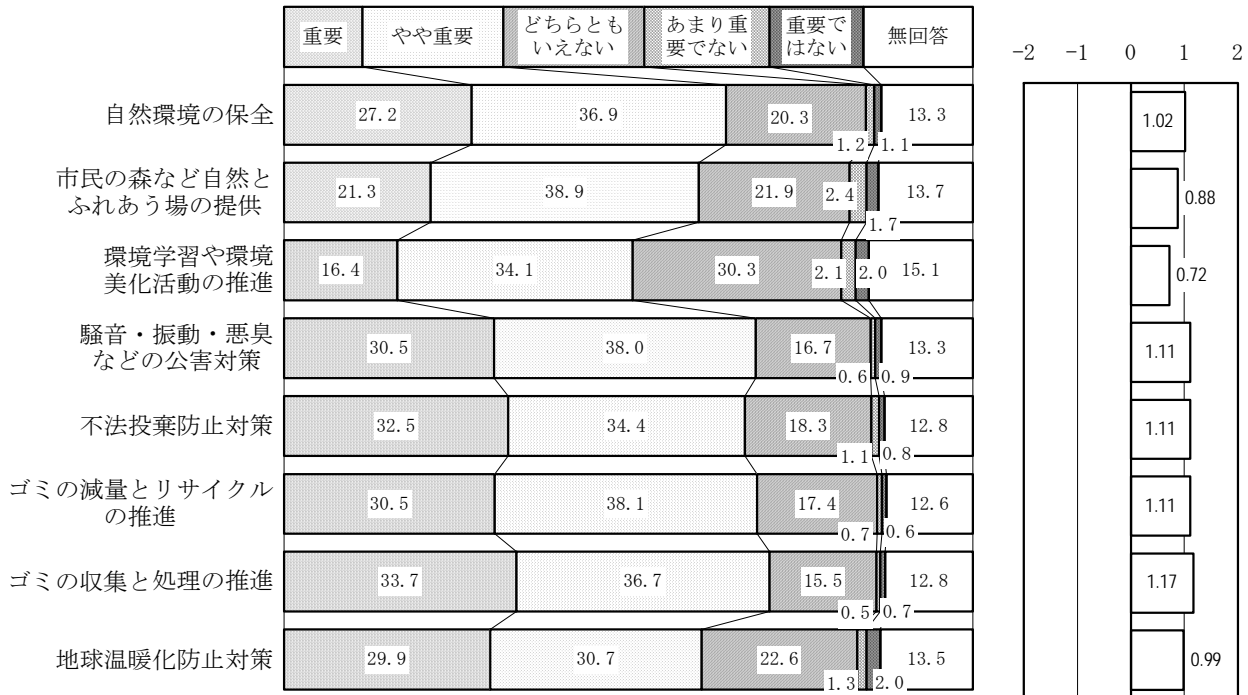 重要 やや重要 どちらとも あまり重 重要で 無回答
いえない 要でない はない
-2 -1 0 1 2
自然環境の保全 27.2 36.9 20.3 1.2 1.1 13.3 1.02
市民の森など自然と
ふれあう場の提供 21.3 38.9 21.9 2.4 1.7 13.7 0.88
環境学習や環境
美化活動の推進 16.4 34.1 30.3 2.1 2.0 15.1 0.72
騒音・振動・悪臭
などの公害対策 30.5 38.0 16.7 0.6 0.9 13.3 1.11
不法投棄防止対策 32.5 34.4 18.3 1.1 0.8 12.8 1.11
ゴミの減量とリサイクル
の推進 30.5 38.1 17.4 0.7 0.6 12.6 1.11
ゴミの収集と処理の推進 33.7 36.7 15.5 0.5 0.7 12.8 1.17
地球温暖化防止対策 29.9 30.7 22.6 1.3 2.0 13.5 0.99